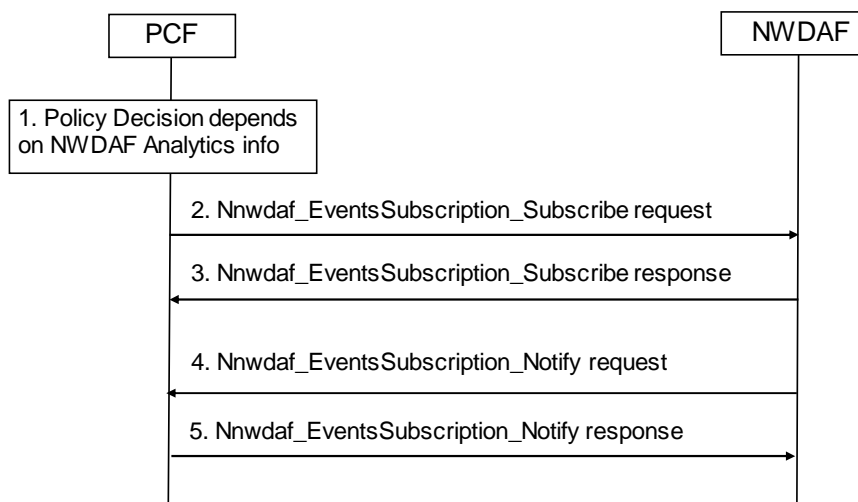 PCF
NWDAF
1. Policy Decision depends
on NWDAF Analytics info
2. Nnwdaf_EventsSubscription_Subscribe request
3. Nnwdaf_EventsSubscription_Subscribe response
4. Nnwdaf_EventsSubscription_Notify request
5. Nnwdaf_EventsSubscription_Notify response